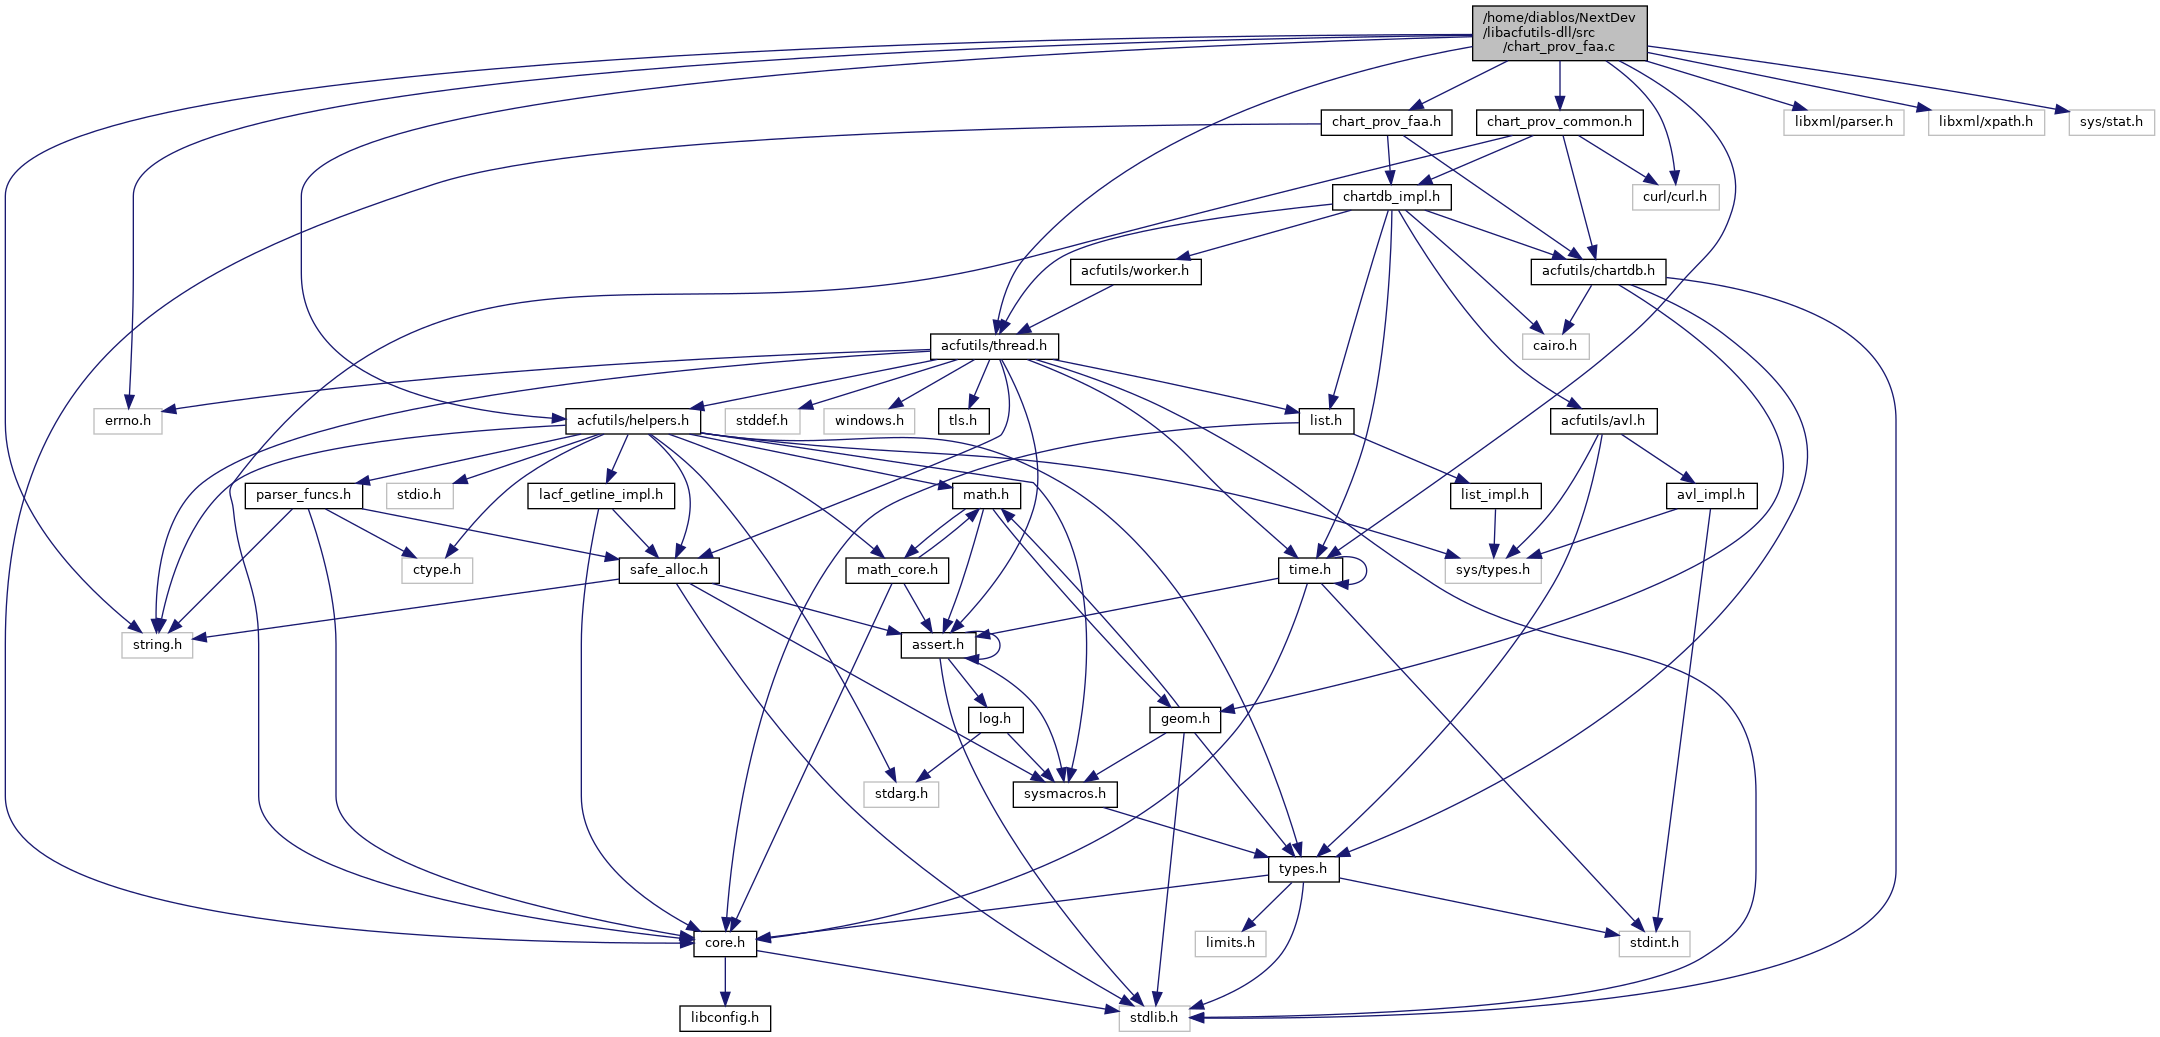 /home/diablos/NextDev
/libacfutils-dll/src
/chart_prov_faa.c
chart_prov_faa.h
chart_prov_common.h
libxml/parser.h
libxml/xpath.h
sys/stat.h
chartdb_impl.h
curl/curl.h
acfutils/worker.h
acfutils/chartdb.h
acfutils/thread.h
cairo.h
errno.h
acfutils/helpers.h
stddef.h
windows.h
tls.h
list.h
acfutils/avl.h
parser_funcs.h
stdio.h
lacf_getline_impl.h
math.h
list_impl.h
avl_impl.h
ctype.h
safe_alloc.h
math_core.h
time.h
sys/types.h
string.h
assert.h
log.h
geom.h
stdarg.h
sysmacros.h
types.h
core.h
limits.h
stdint.h
libconfig.h
stdlib.h